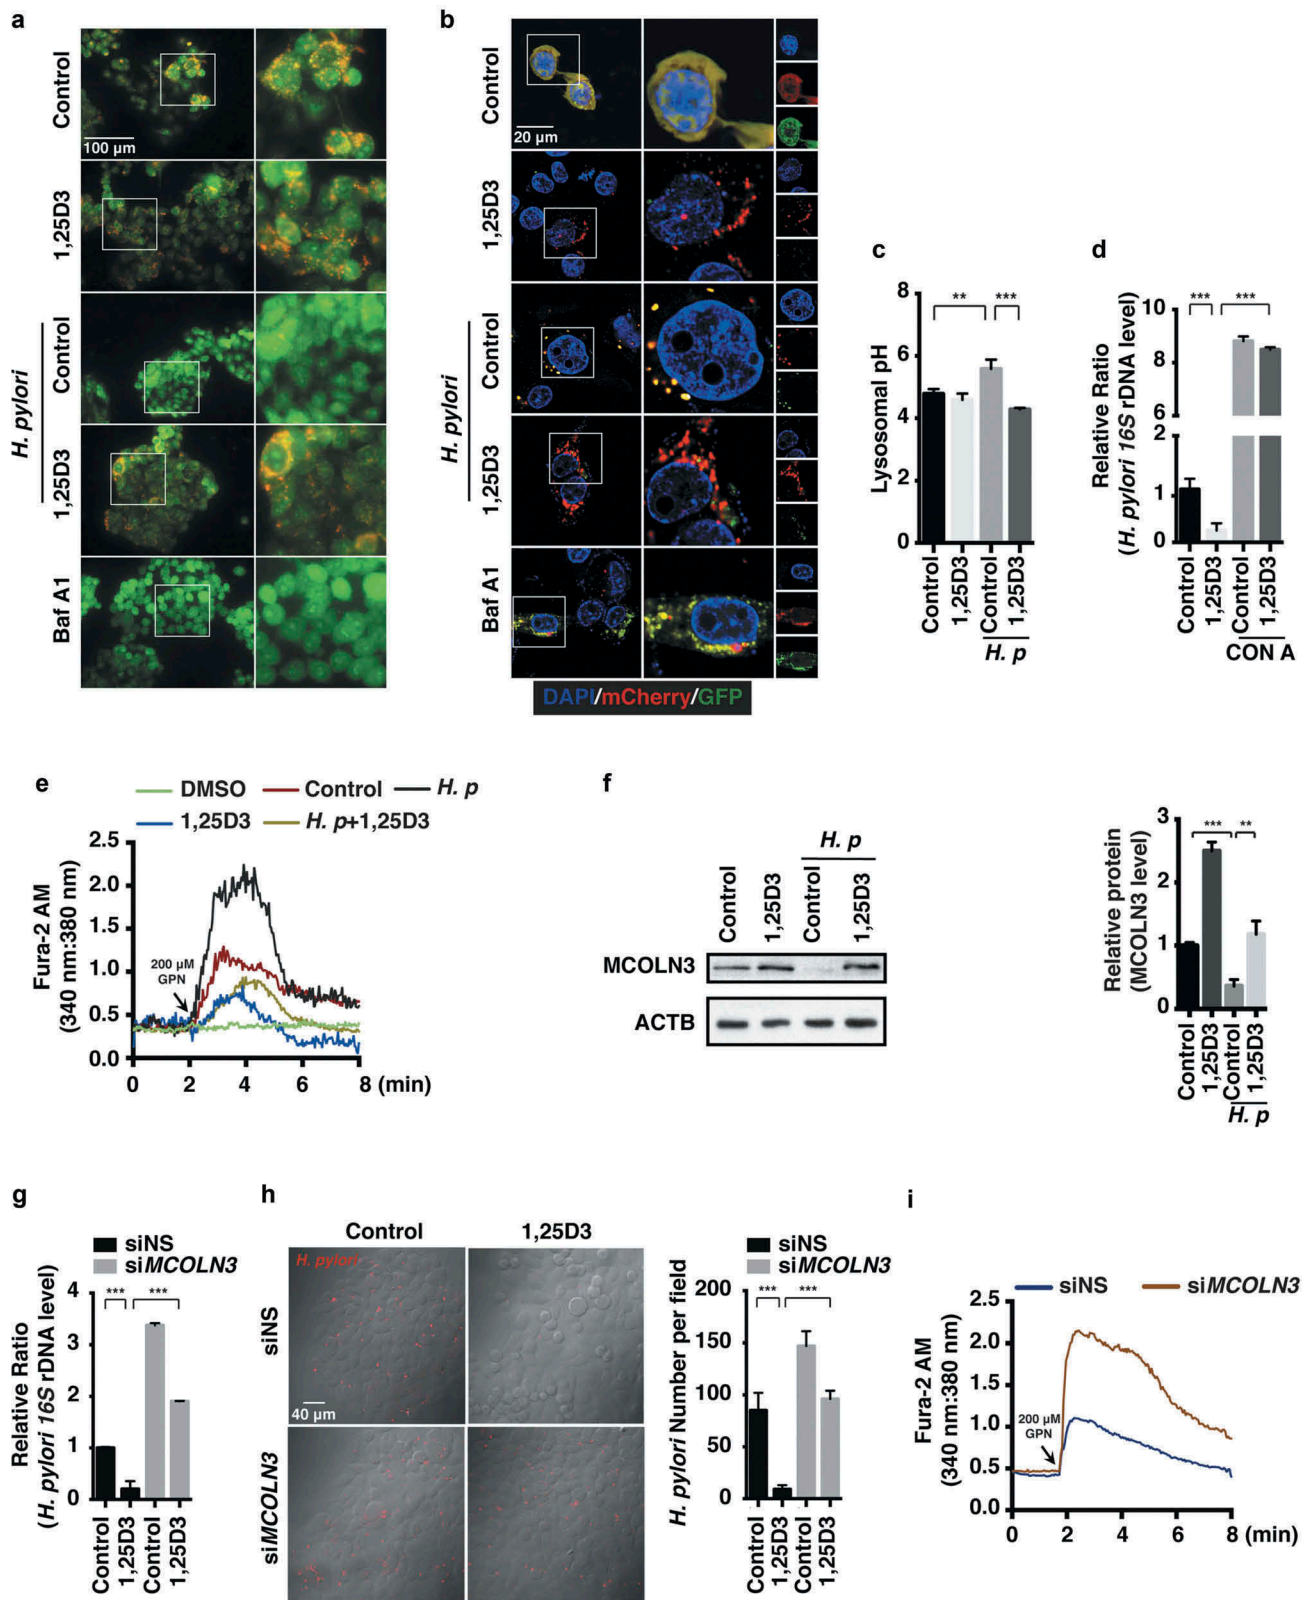 a
Control
100 µm
1,25D3
H. pylori
Control
1,25D3
Baf A1
b
Control
20 µm
1,25D3
H. pylori
Control
1,25D3
Baf A1
DAPI/mCherry/GFP
c
Lysosomal pH
8
6
4
2
0
** ***
Control
1,25D3
Control
1,25D3
H. p
d
Relative Ratio
(H. pylori 16S rDNA level)
10
8
6
2
1
0
*** ***
Control
1,25D3
Control
1,25D3
CON A
e
DMSO Control H. p
1,25D3 H. p+1,25D3
Fura-2 AM
(340 nm:380 nm)
2.5
2.0
1.5
1.0
0.5
0.0
200 µM
GPN
0 2 4 6 8 (min)
f
H. p
Control
1,25D3
Control
1,25D3
MCOLN3
ACTB
Relative protein
(MCOLN3 level)
3
2
1
0
*** **
Control
1,25D3
Control
1,25D3
H. p
g
siNS
siMCOLN3
Relative Ratio
(H. pylori 16S rDNA level)
4
3
2
1
0
*** ***
Control
1,25D3
Control
1,25D3
h
Control 1,25D3
H. pylori
siNS
40 µm
siMCOLN3
siNS
siMCOLN3
H. pylori Number per field
200
150
100
50
0
*** ***
Control
1,25D3
Control
1,25D3
i
siNS siMCOLN3
Fura-2 AM
(340 nm:380 nm)
2.5
2.0
1.5
1.0
0.5
0.0
200 µM
GPN
0 2 4 6 8 (min)